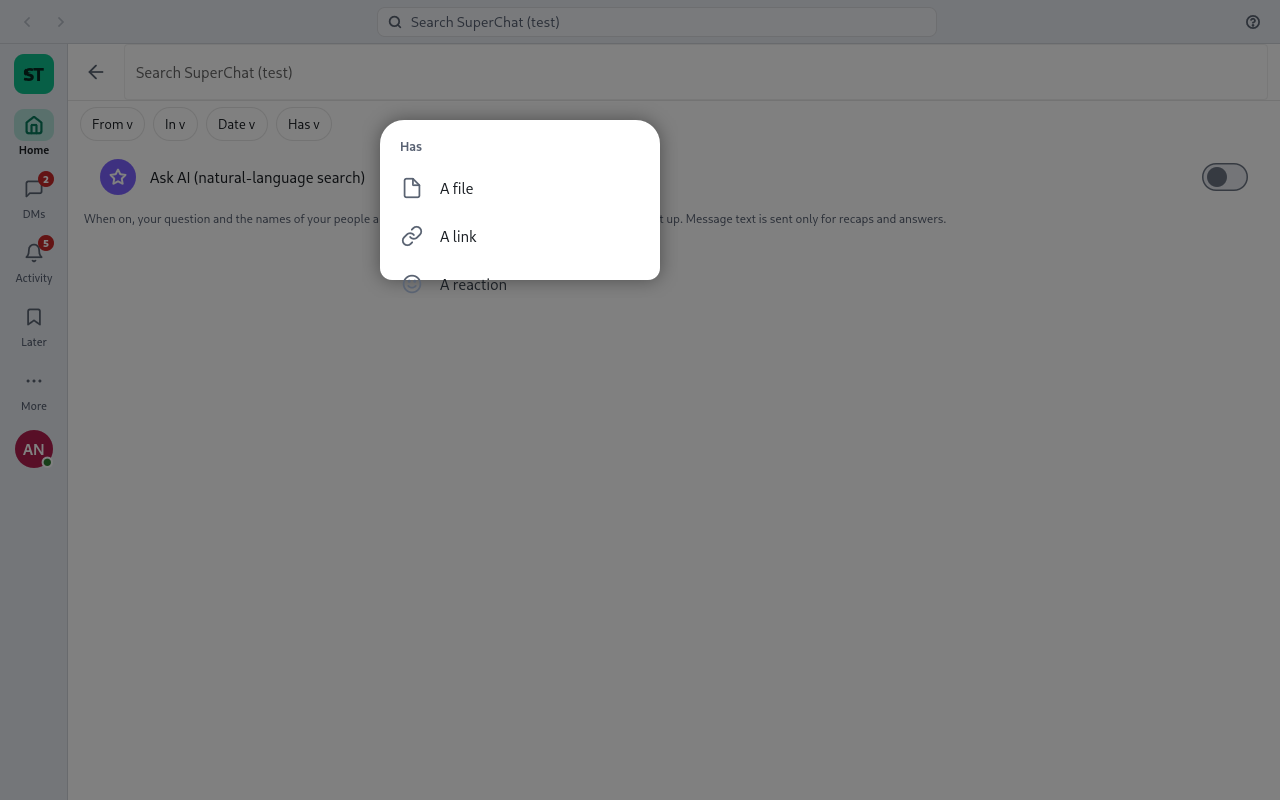 Search SuperChat (test)
ST
Search SuperChat (test)
From v
In v
Date v
Has v
Home
Has
Ask AI (natural-language search)
2
A file
DMs
When on, your question and the names of your people a
t up. Message text is sent only for recaps and answers.
A link
5
Activity
A reaction
Later
More
AN